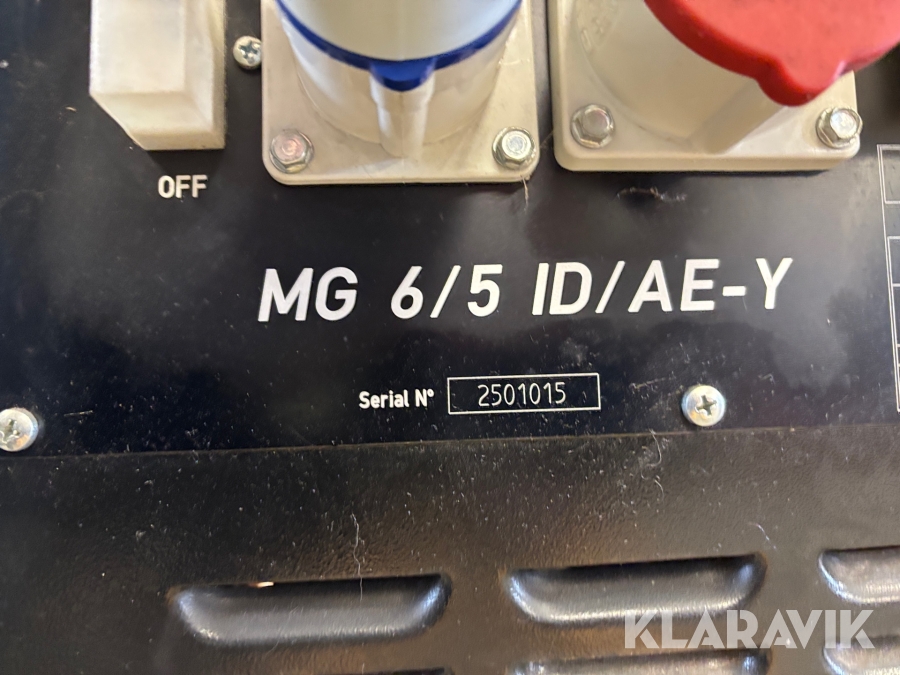 OFF
MG 6/5 ID/AE-Y
Serial N° 2501015
KLARAVIK